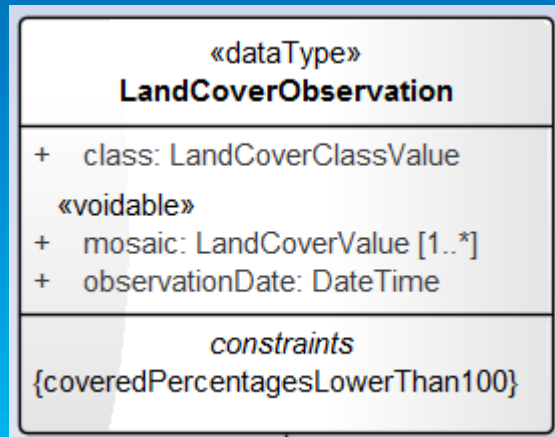 «dataType»
LandCoverObservation
+ class: LandCoverClassValue
«voidable»
+ mosaic: LandCoverValue [1..*]
+ observationDate: DateTime
constraints
{coveredPercentagesLowerThan100}